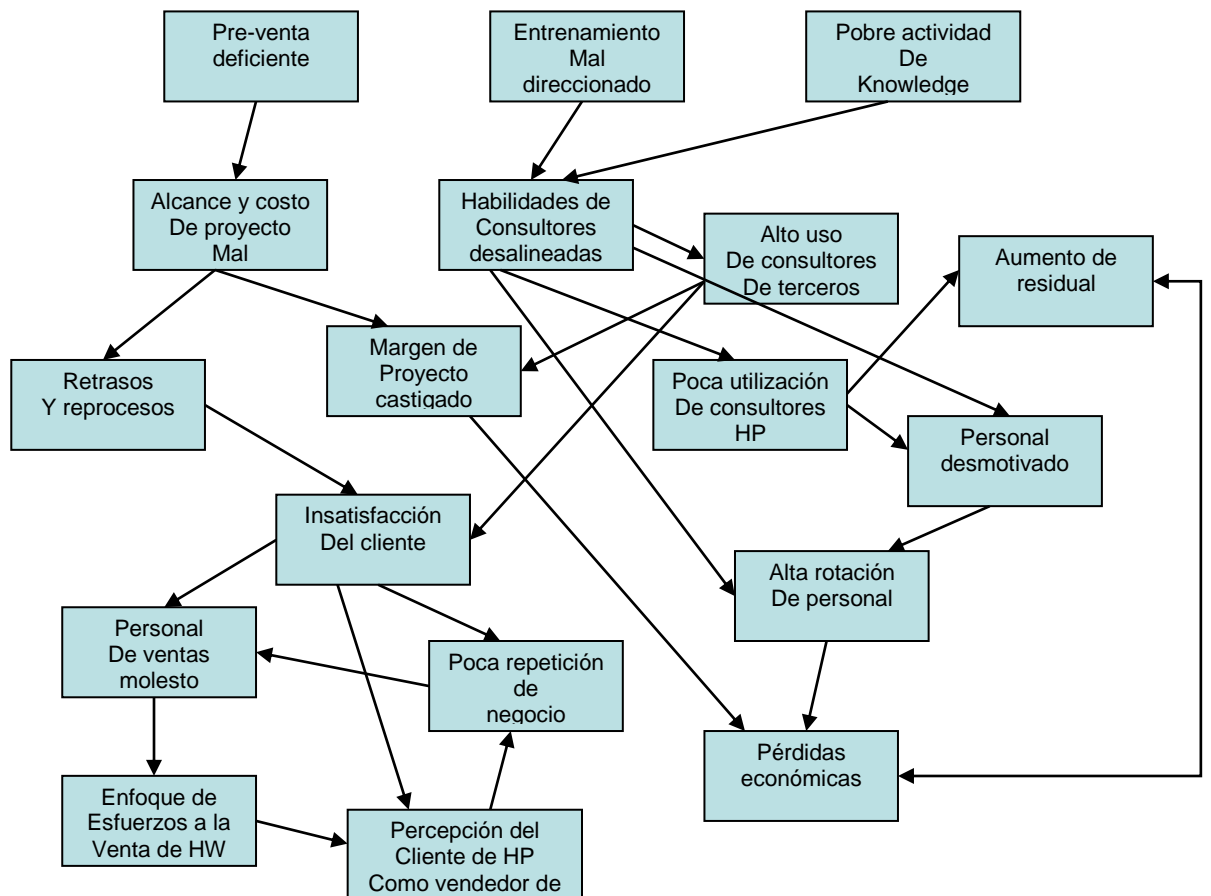 Pre-venta
deficiente
Entrenamiento
Mal
direccionado
Pobre actividad
De
Knowledge
Alcance y costo
De proyecto
Mal
Habilidades de
Consultores
desalineadas
Alto uso
De consultores
De terceros
Aumento de
residual
Margen de
Proyecto
castigado
Retrasos
Y reprocesos
Poca utilización
De consultores
HP
Personal
desmotivado
Insatisfacción
Del cliente
Alta rotación
De personal
Personal
De ventas
molesto
Poca repetición
de
negocio
Pérdidas
económicas
Enfoque de
Esfuerzos a la
Venta de HW
Percepción del
Cliente de HP
Como vendedor de